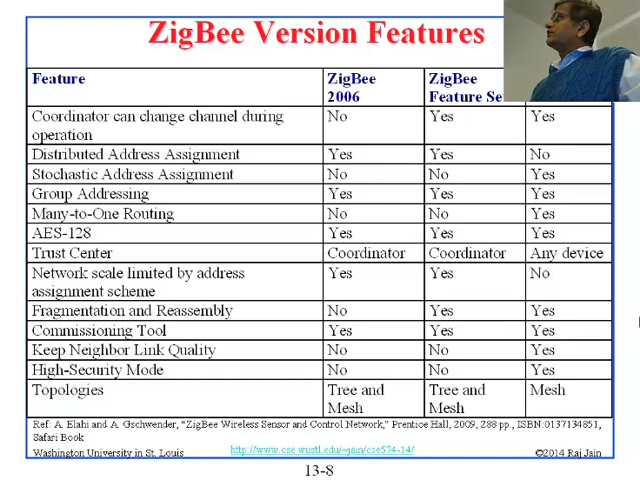 ZigBee Version Features
Feature ZigBee 2006 ZigBee Feature Se
Coordinator can change channel during operation No Yes Yes
Distributed Address Assignment Yes Yes No
Stochastic Address Assignment No No Yes
Group Addressing Yes Yes Yes
Many-to-One Routing No No Yes
AES-128 Yes Yes Yes
Trust Center Coordinator Coordinator Any device
Network scale limited by address assignment scheme Yes Yes No
Fragmentation and Reassembly No Yes Yes
Commissioning Tool Yes Yes Yes
Keep Neighbor Link Quality No No Yes
High-Security Mode No No Yes
Topologies Tree and Mesh Tree and Mesh Mesh
Ref: A. Elahi and A. Gschwender, "ZigBee Wireless Sensor and Control Network," Prentice Hall, 2009, 288 pp., ISBN:0137134851,
Safari Book
Washington University in St. Louis http://www.cse.wustl.edu/~jain/cse574-14/ ©2014 Raj Jain
13-8